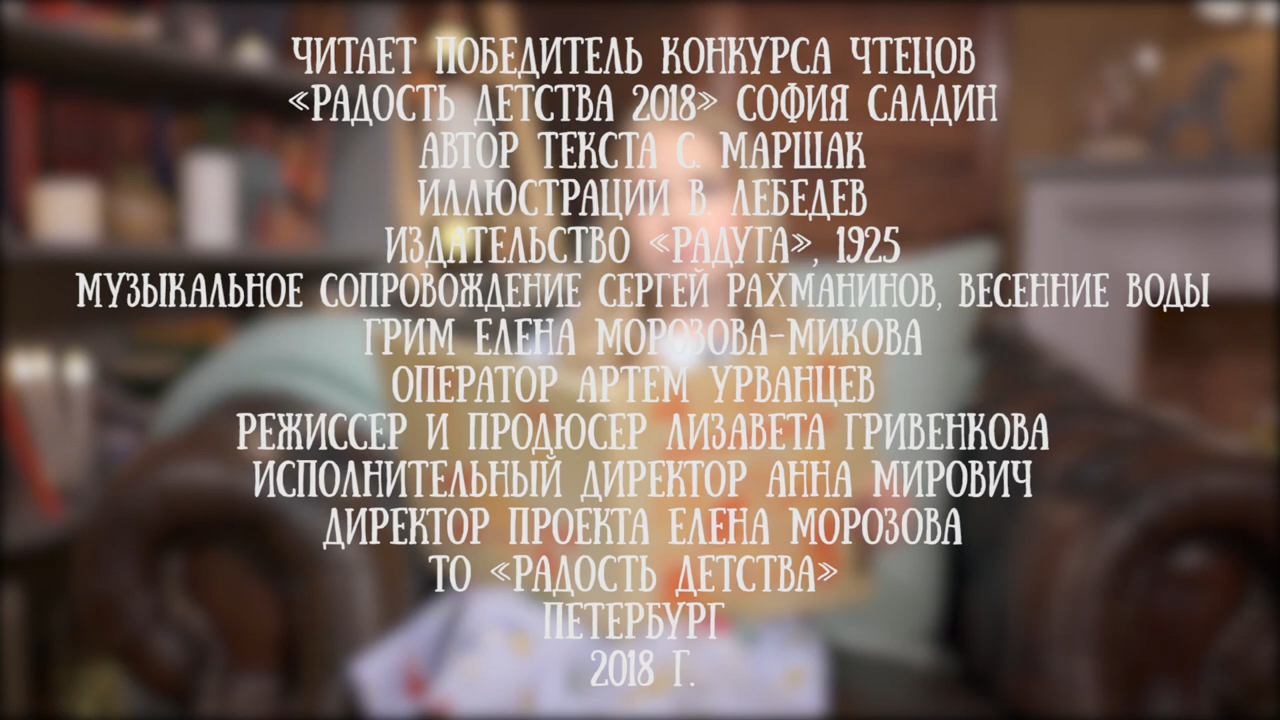 ЧИТАЕТ ПОБЕДИТЕЛЬ КОНКУРСА ЧТЕЦОВ
«РАДОСТЬ ДЕТСТВА 2018» СОФИЯ САЛДИН
АВТОР ТЕКСТА С. МАРШАК
ИЛЛЮСТРАЦИИ В. ЛЕБЕДЕВ
ИЗДАТЕЛЬСТВО «РАДУГА», 1925
МУЗЫКАЛЬНОЕ СОПРОВОЖДЕНИЕ СЕРГЕЙ РАХМАНИНОВ, ВЕСЕННИЕ ВОДЫ
ГРИМ ЕЛЕНА МОРОЗОВА-МИКОВА
ОПЕРАТОР АРТЕМ УРВАНЦЕВ
РЕЖИССЕР И ПРОДЮСЕР ЛИЗАВЕТА ГРИВЕНКОВА
ИСПОЛНИТЕЛЬНЫЙ ДИРЕКТОР АННА МИРОВИЧ
ДИРЕКТОР ПРОЕКТА ЕЛЕНА МОРОЗОВА
ТО «РАДОСТЬ ДЕТСТВА»
ПЕТЕРБУРГ
2018 Г.